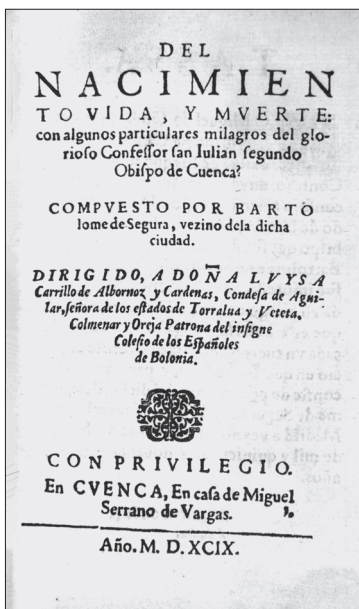 DEL
NACIMIEN
TO VIDA, Y MVERTE:
con algunos particulares milagros del glo-
rioso Confessor san Iulian segundo
Obispo de Cuenca?
COMPVESTO POR BARTO
lome de Segura, vezino dela dicha
ciudad.
DIRIGIDO, A DOÑA LVYSA
Carrillo de Albornoz y Cardenas, Condesa de Agui-
lar, señora de los estados de Torralua y Veteta,
Colmenar y Oreja Patrona del insigne
Colesio de los Españoles
de Bolonia.
CON PRIVILEGIO.
En CVENCA, En casa de Miguel
Serrano de Vargas.
Año. M. D. XCIX.